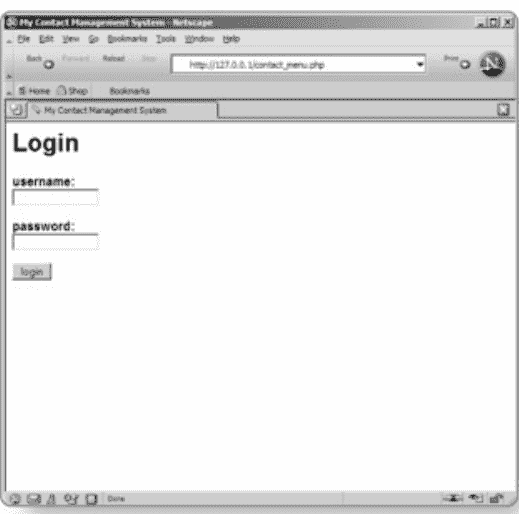 My Contact Management System - Netscape
File Edit View Go Bookmarks Tools Window Help
Back Forward Reload Stop http://127.0.0.1/contact_menu.php Print
Home Shop Bookmarks
My Contact Management System
Login
username:
password:
login
Done